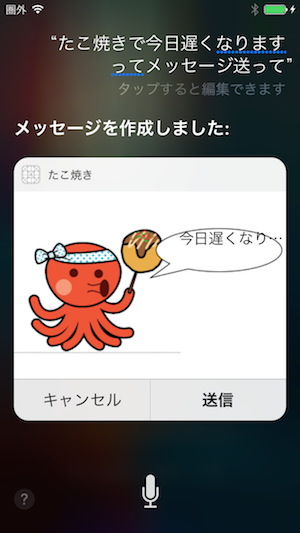 圏外
“たこ焼きで今日遅くなります
ってメッセージ送って”
タップすると編集できます
メッセージを作成しました:
たこ焼き
今日遅くなり…
キャンセル
送信
?